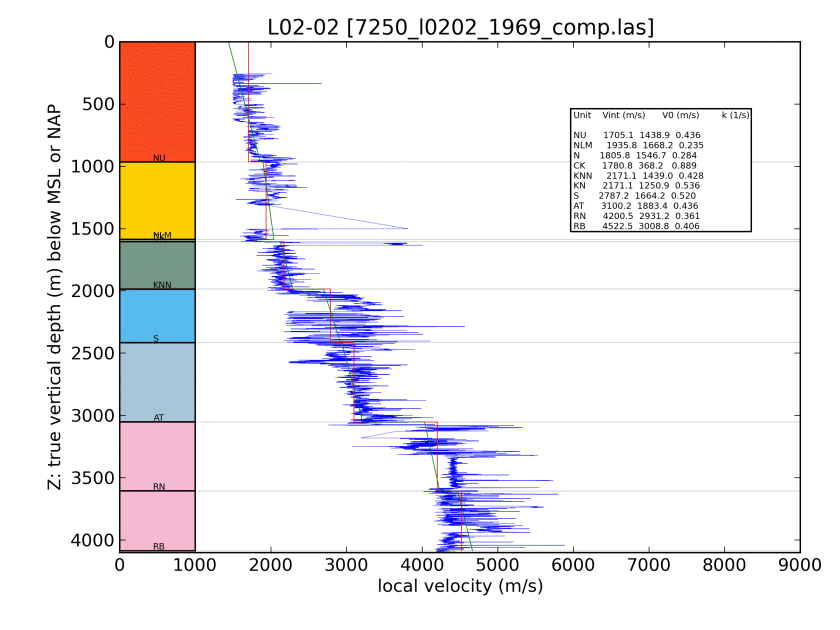 L02-02 [7250_l0202_1969_comp.las]
0
500
1000
1500
2000
2500
3000
3500
4000
Z: true vertical depth (m) below MSL or NAP
NU
NLM
KNN
S
AT
RN
RB
Unit Vint (m/s) V0 (m/s) k (1/s)
NU 1705.1 1438.9 0.436
NLM 1935.8 1668.2 0.235
N 1805.8 1546.7 0.284
CK 1780.8 368.2 0.889
KNN 2171.1 1439.0 0.428
KN 2171.1 1250.9 0.536
S 2787.2 1664.2 0.520
AT 3100.2 1883.4 0.436
RN 4200.5 2931.2 0.361
RB 4522.5 3008.8 0.406
0 1000 2000 3000 4000 5000 6000 7000 8000 9000
local velocity (m/s)